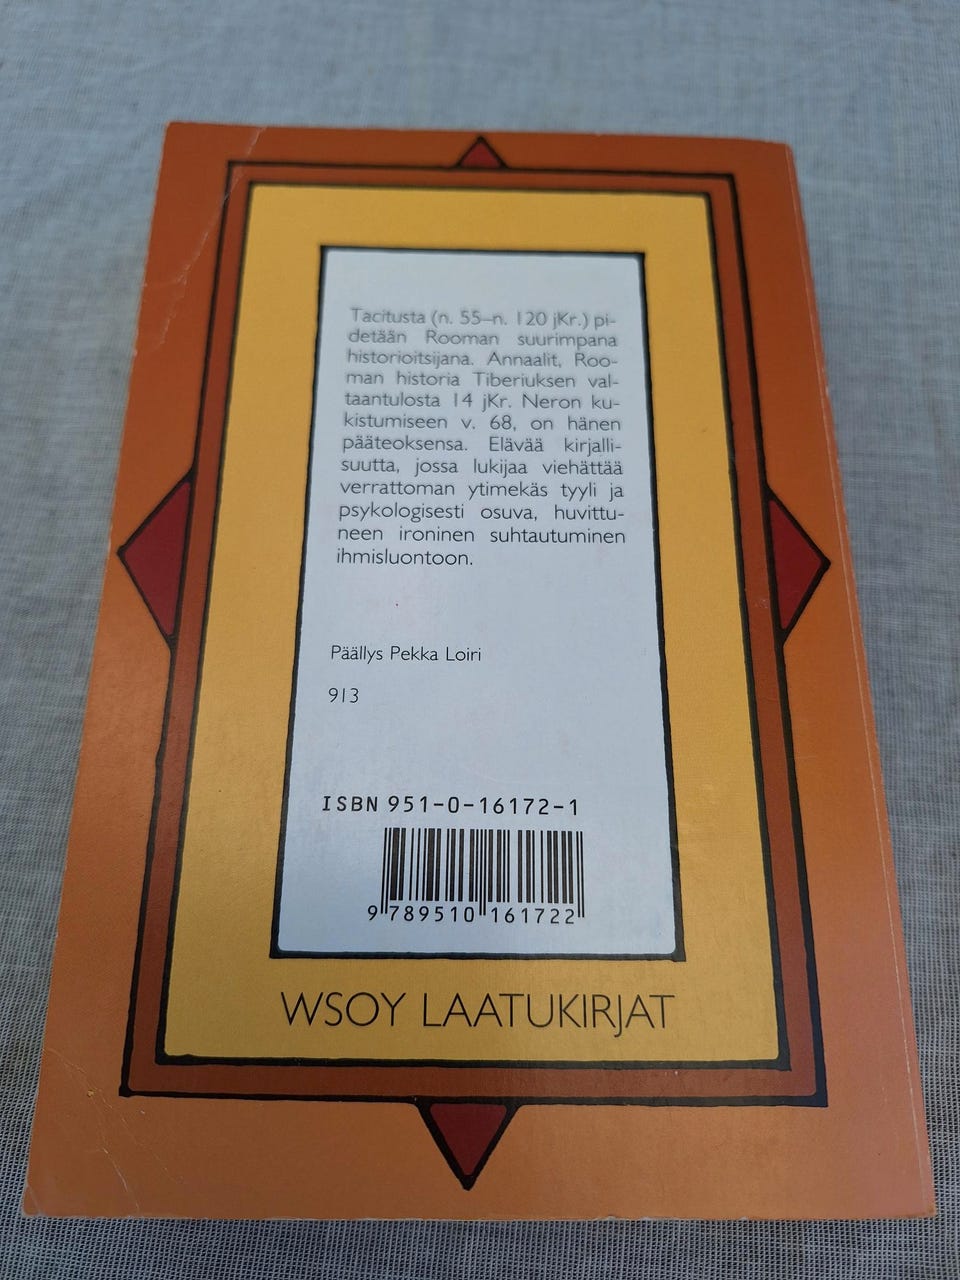 Tacitusta (n. 55–n. 120 jKr.) pi-
detään Rooman suurimpana
historioitsijana. Annaalit, Roo-
man historia Tiberiuksen val-
taantulosta 14 jKr. Neron ku-
kistumiseen v. 68, on hänen
pääteoksensa. Elävää kirjalli-
suutta, jossa lukijaa viehättää
verrattoman ytimekäs tyyli ja
psykologisesti osuva, huvittu-
neen ironinen suhtautuminen
ihmisluontoon.
Päällys Pekka Loiri
913
ISBN 951-0-16172-1
9 789510 161722
WSOY LAATUKIRJAT